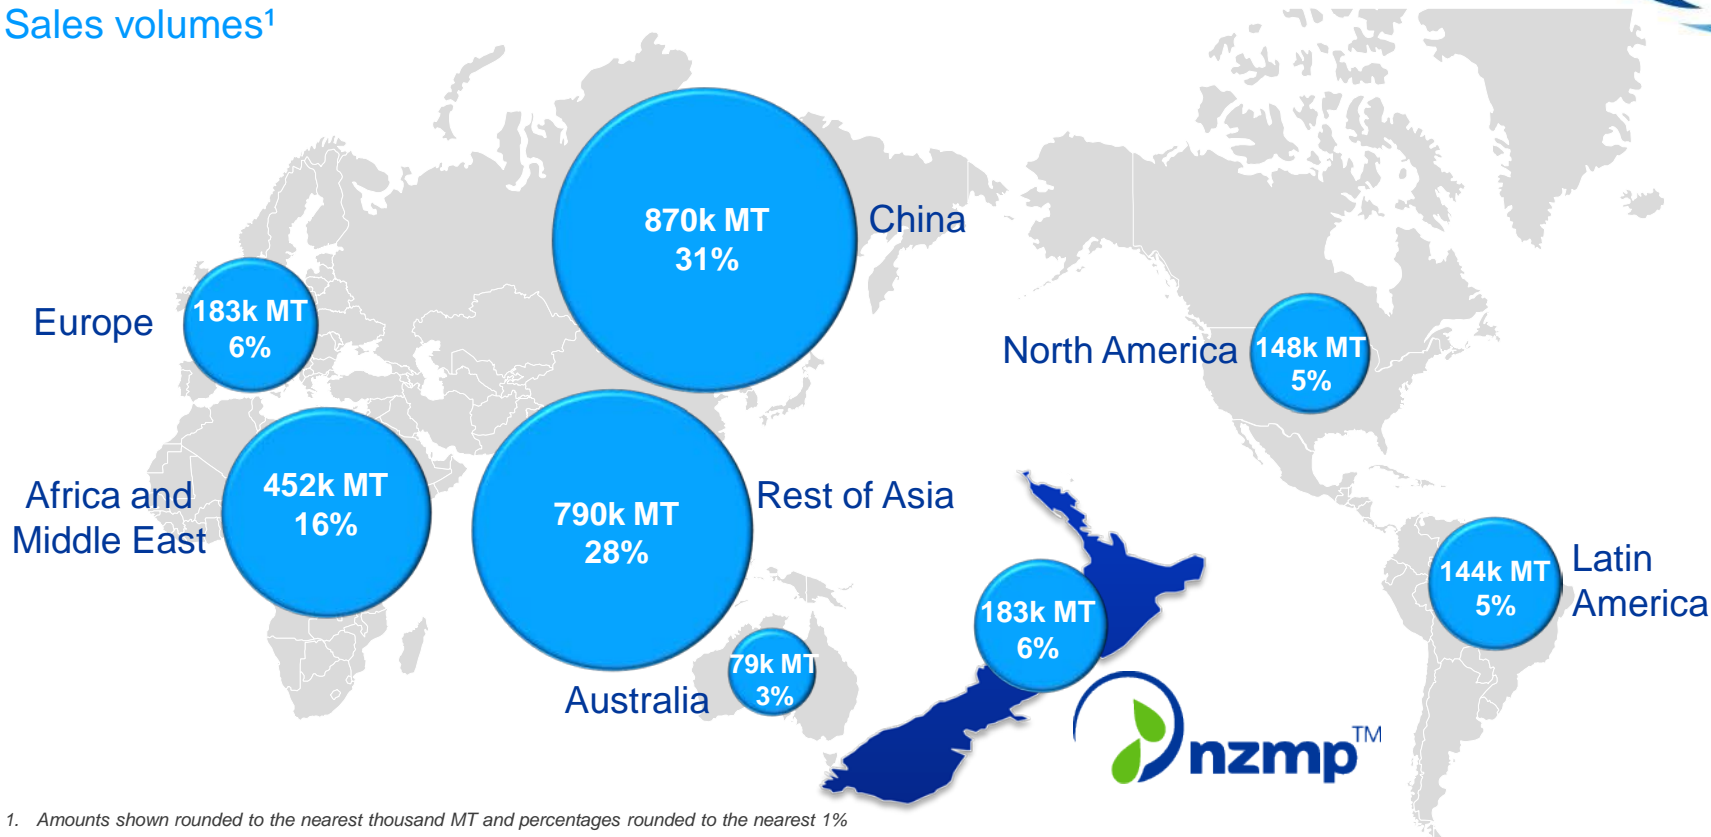 Sales volumes¹
870k MT
31%
China
Europe
183k MT
6%
North America
148k MT
5%
Africa and
Middle East
452k MT
16%
790k MT
28%
Rest of Asia
Latin
America
144k MT
5%
183k MT
6%
Australia
79k MT
3%
nzmp™
1. Amounts shown rounded to the nearest thousand MT and percentages rounded to the nearest 1%